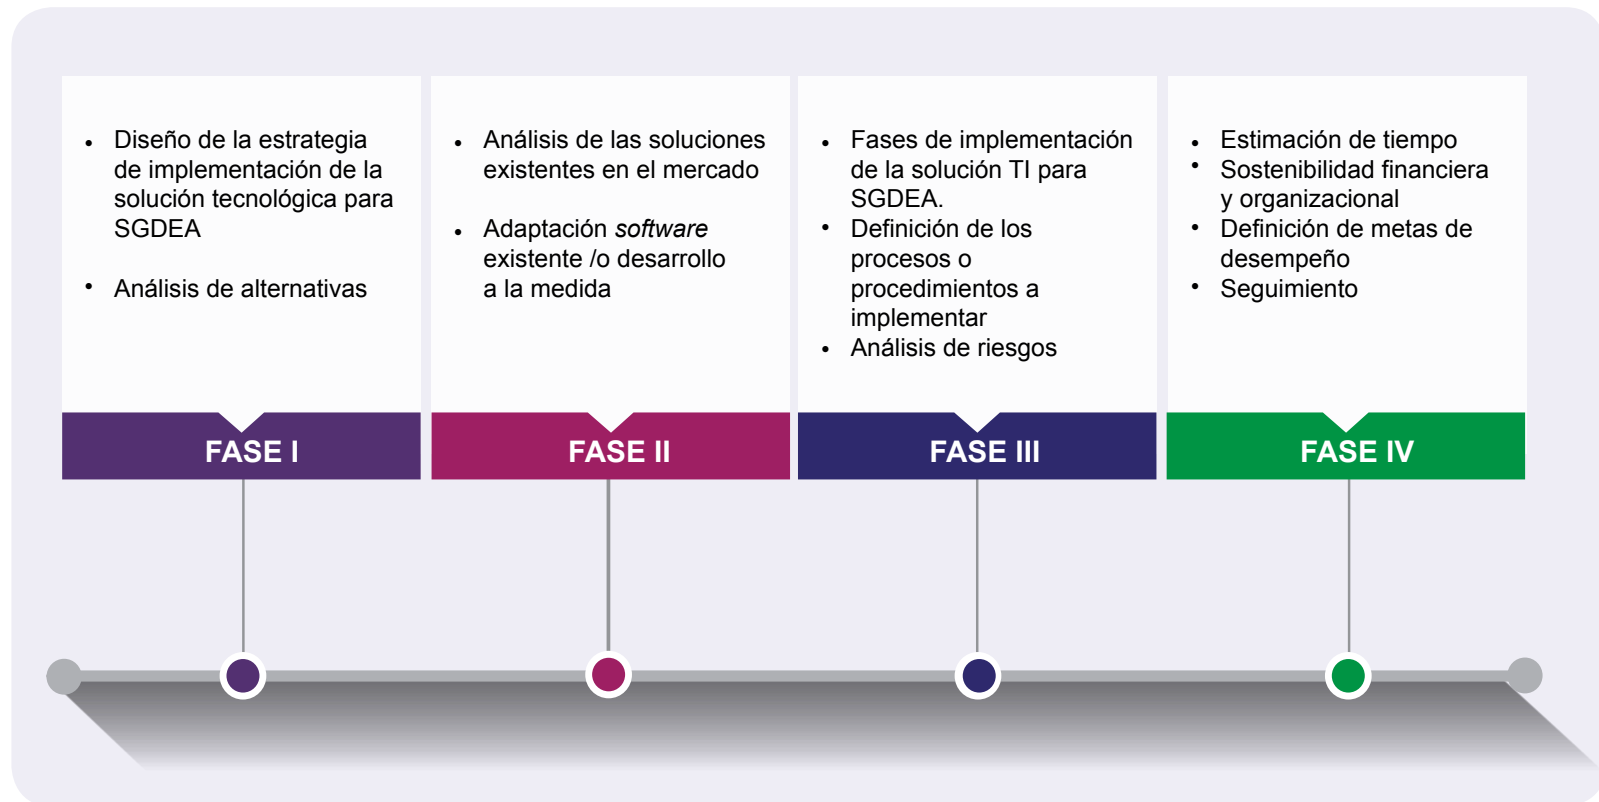 • Diseño de la estrategia
de implementación de la
solución tecnológica para
SGDEA
• Análisis de alternativas
FASE I
• Análisis de las soluciones
existentes en el mercado
• Adaptación software
existente /o desarrollo
a la medida
FASE II
• Fases de implementación
de la solución TI para
SGDEA.
• Definición de los
procesos o
procedimientos a
implementar
• Análisis de riesgos
FASE III
• Estimación de tiempo
• Sostenibilidad financiera
y organizacional
• Definición de metas de
desempeño
• Seguimiento
FASE IV